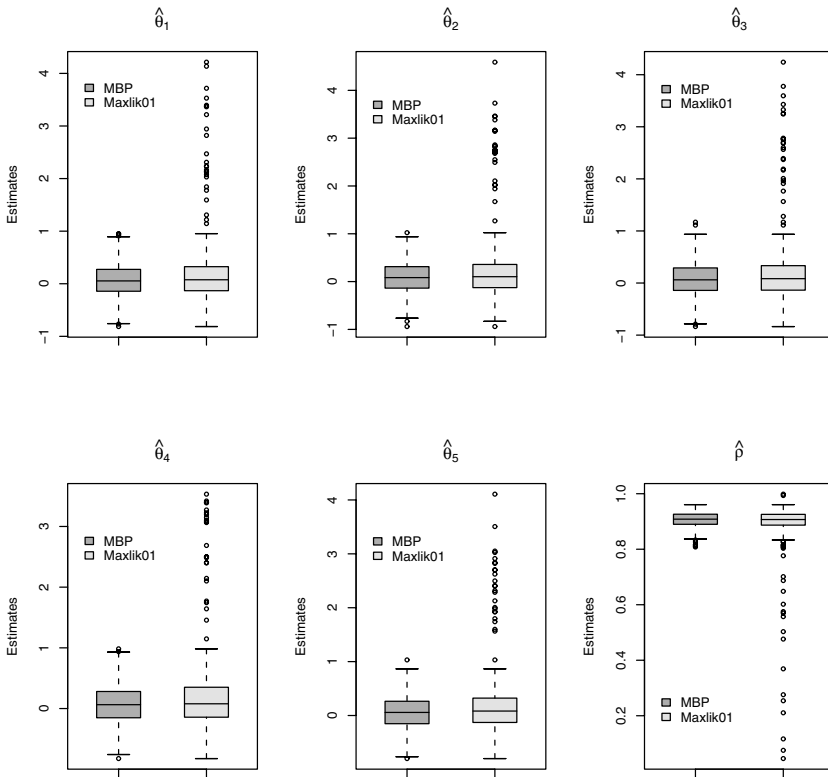 θ̂1
Estimates
4
3
2
1
0
−1
MBP
Maxlik01
θ̂2
Estimates
4
3
2
1
0
−1
MBP
Maxlik01
θ̂3
Estimates
4
3
2
1
0
−1
MBP
Maxlik01
θ̂4
Estimates
3
2
1
0
MBP
Maxlik01
θ̂5
Estimates
4
3
2
1
0
MBP
Maxlik01
ρ̂
Estimates
1.0
0.8
0.6
0.4
0.2
MBP
Maxlik01